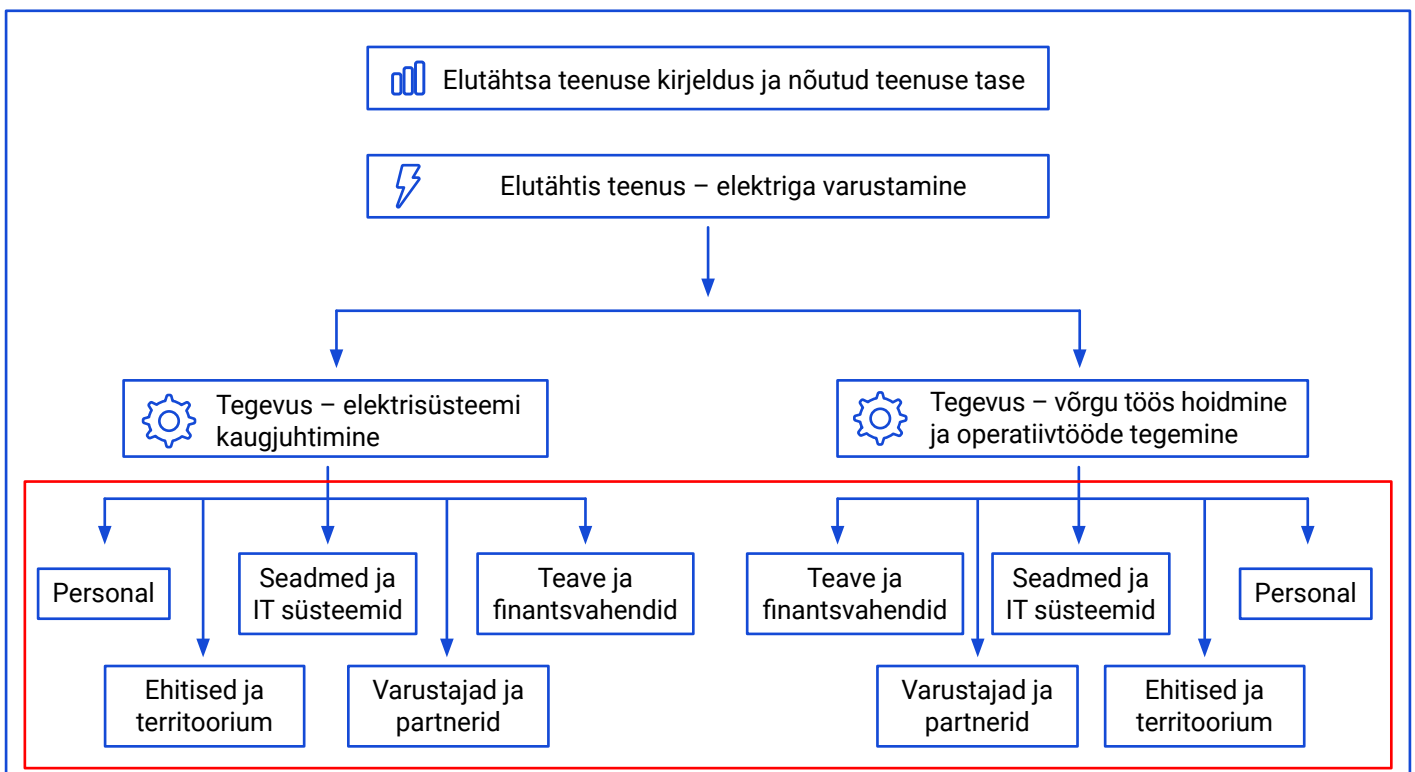 Elutähtsa teenuse kirjeldus ja nõutud teenuse tase
Elutähtis teenus – elektriga varustamine
Tegevus – elektrisüsteemi
kaugjuhtimine
Tegevus – võrgu töös hoidmine
ja operatiivtööde tegemine
Personal
Seadmed ja
IT süsteemid
Teave ja
finantsvahendid
Teave ja
finantsvahendid
Seadmed ja
IT süsteemid
Personal
Ehitised ja
territoorium
Varustajad ja
partnerid
Varustajad ja
partnerid
Ehitised ja
territoorium